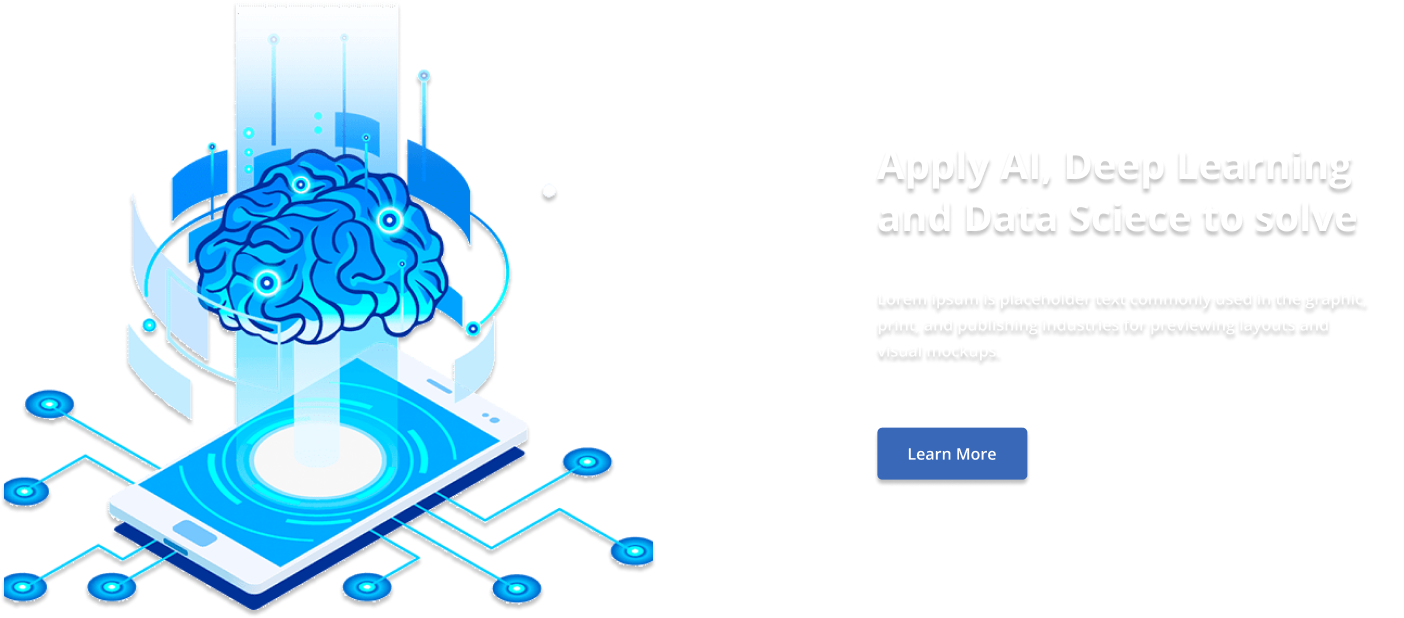 Apply AI, Deep Learning
and Data Sciece to solve
Lorem ipsum is placeholder text commonly used in the graphic,
print, and publishing industries for previewing layouts and
visual mockups.
Learn More